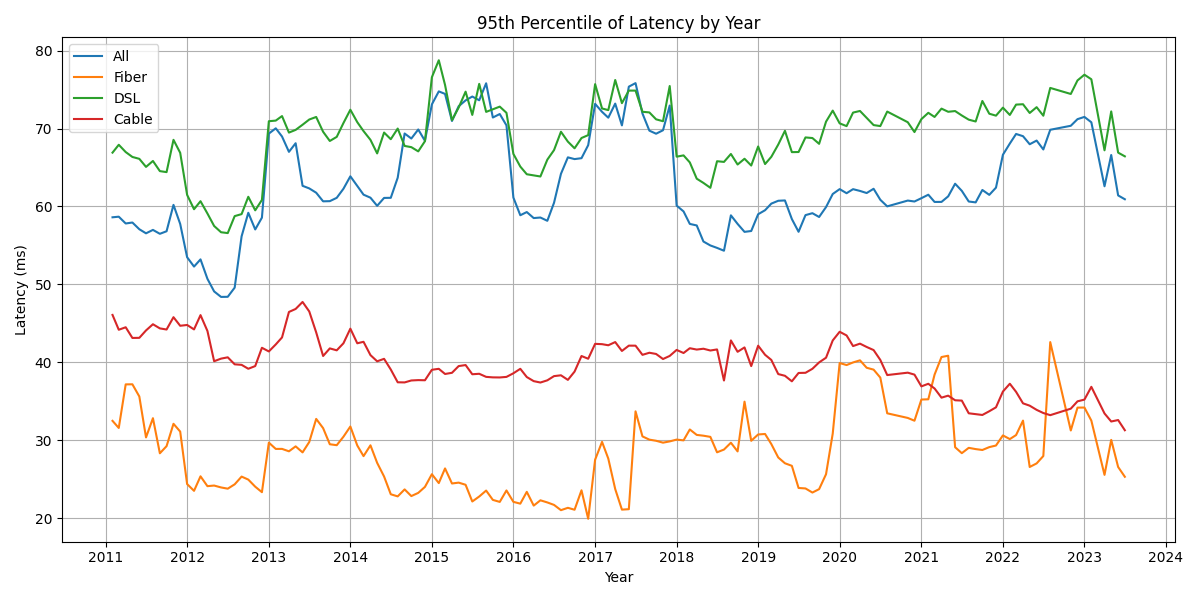 95th Percentile of Latency by Year
All
Fiber
DSL
Cable
80
70
60
50
40
30
20
Latency (ms)
2011 2012 2013 2014 2015 2016 2017 2018 2019 2020 2021 2022 2023 2024
Year